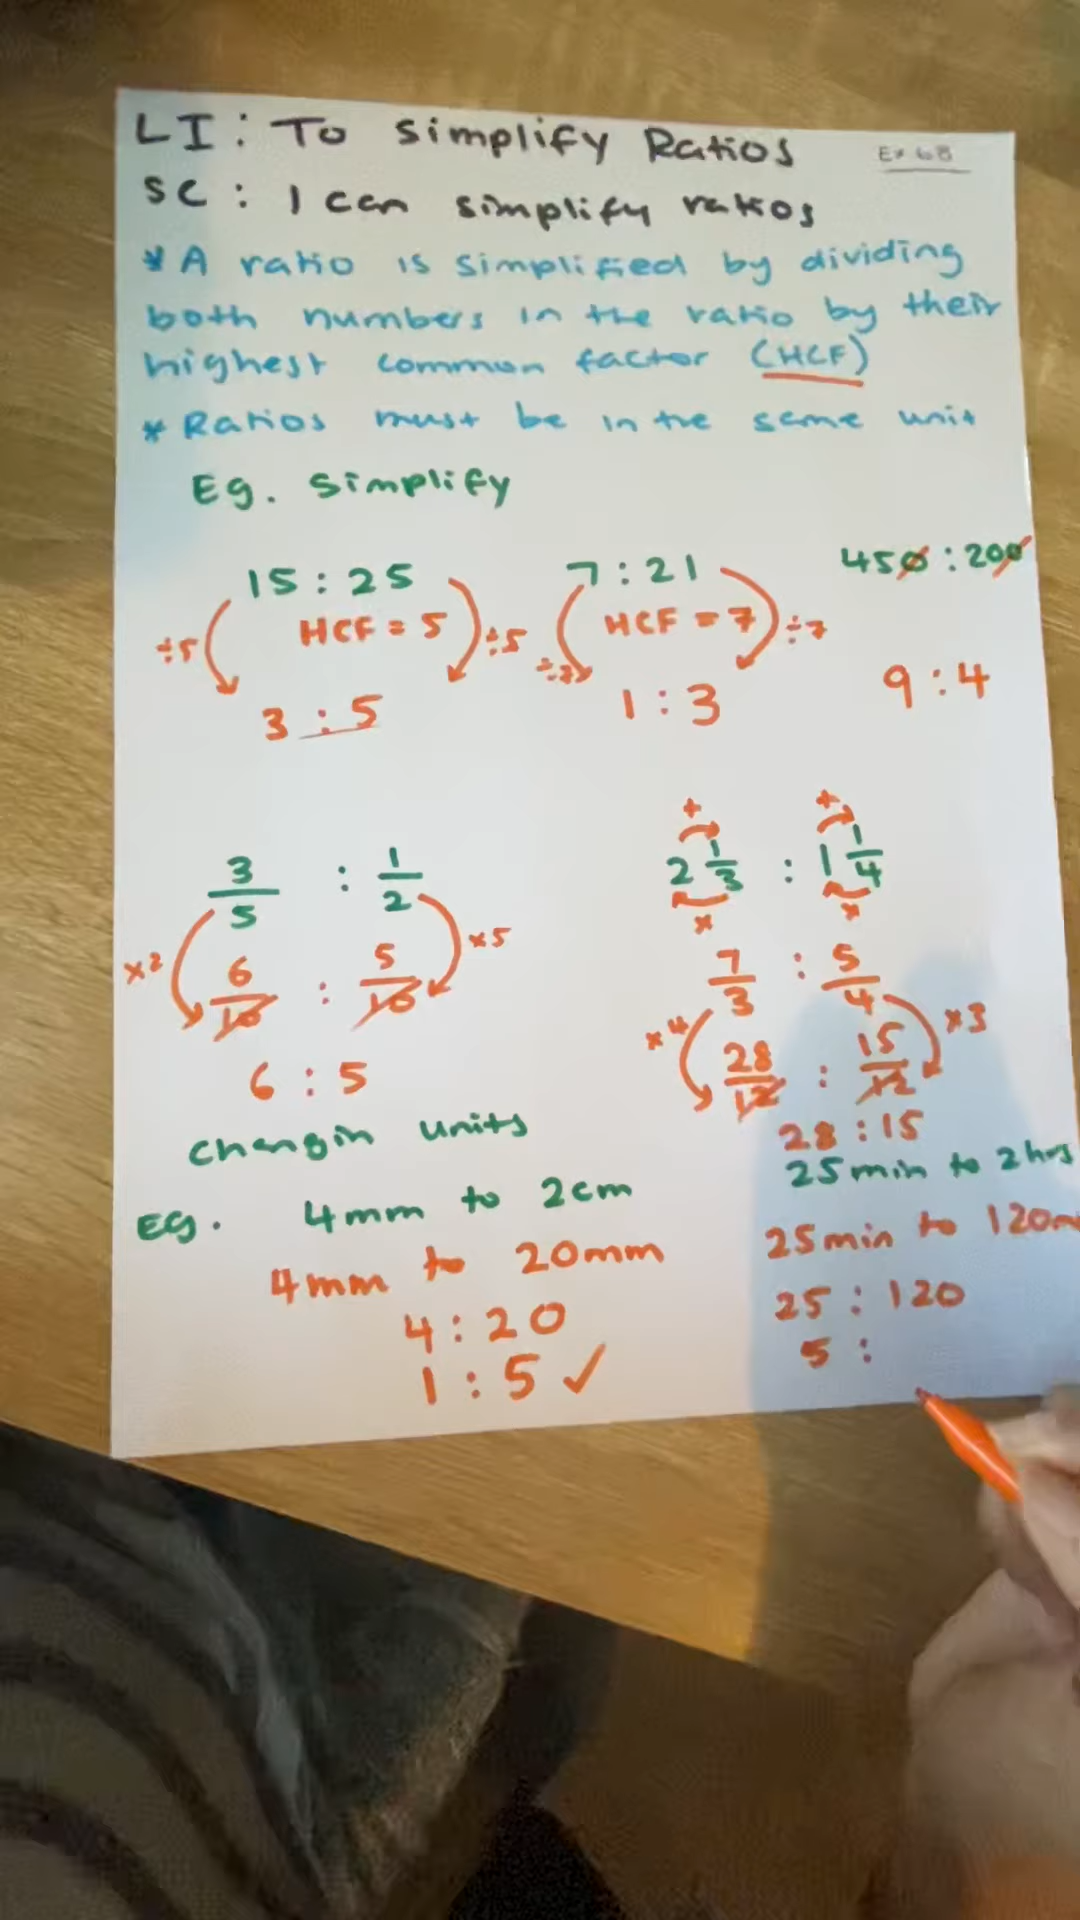 LI: To simplify Ratios
Ex 6B
SC: I can simplify ratios
* A ratio is simplified by dividing
both numbers in the ratio by their
highest common factor (HCF)
* Ratios must be in the same unit
Eg. Simplify
15 : 25
HCF = 5
÷5
÷5
3 : 5
7 : 21
HCF = 7
÷7
÷7
1 : 3
450 : 200
9 : 4
3/5 : 1/2
×2
×5
6/10 : 5/10
6 : 5
+
+
2 1/3 : 1 1/4
×
×
7/3 : 5/4
×4
×3
28/12 : 15/12
28 : 15
Changin units
EG. 4mm to 2cm
4mm to 20mm
4 : 20
1 : 5 ✓
25min to 2hrs
25min to 120m
25 : 120
5 :